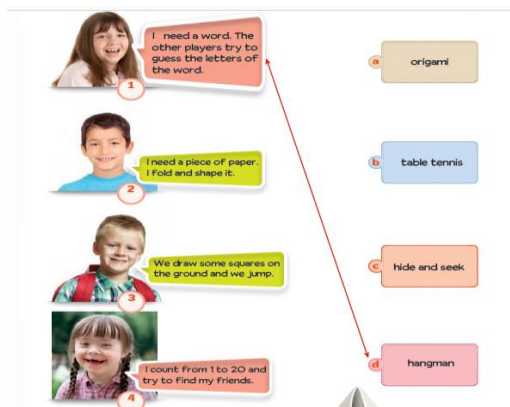 I need a word. The
other players try to
guess the letters of
the word.
1
a
origami
I need a piece of paper.
I fold and shape it.
2
b
table tennis
We draw some squares on
the ground and we jump.
3
c
hide and seek
I count from 1 to 20 and
try to find my friends.
4
d
hangman